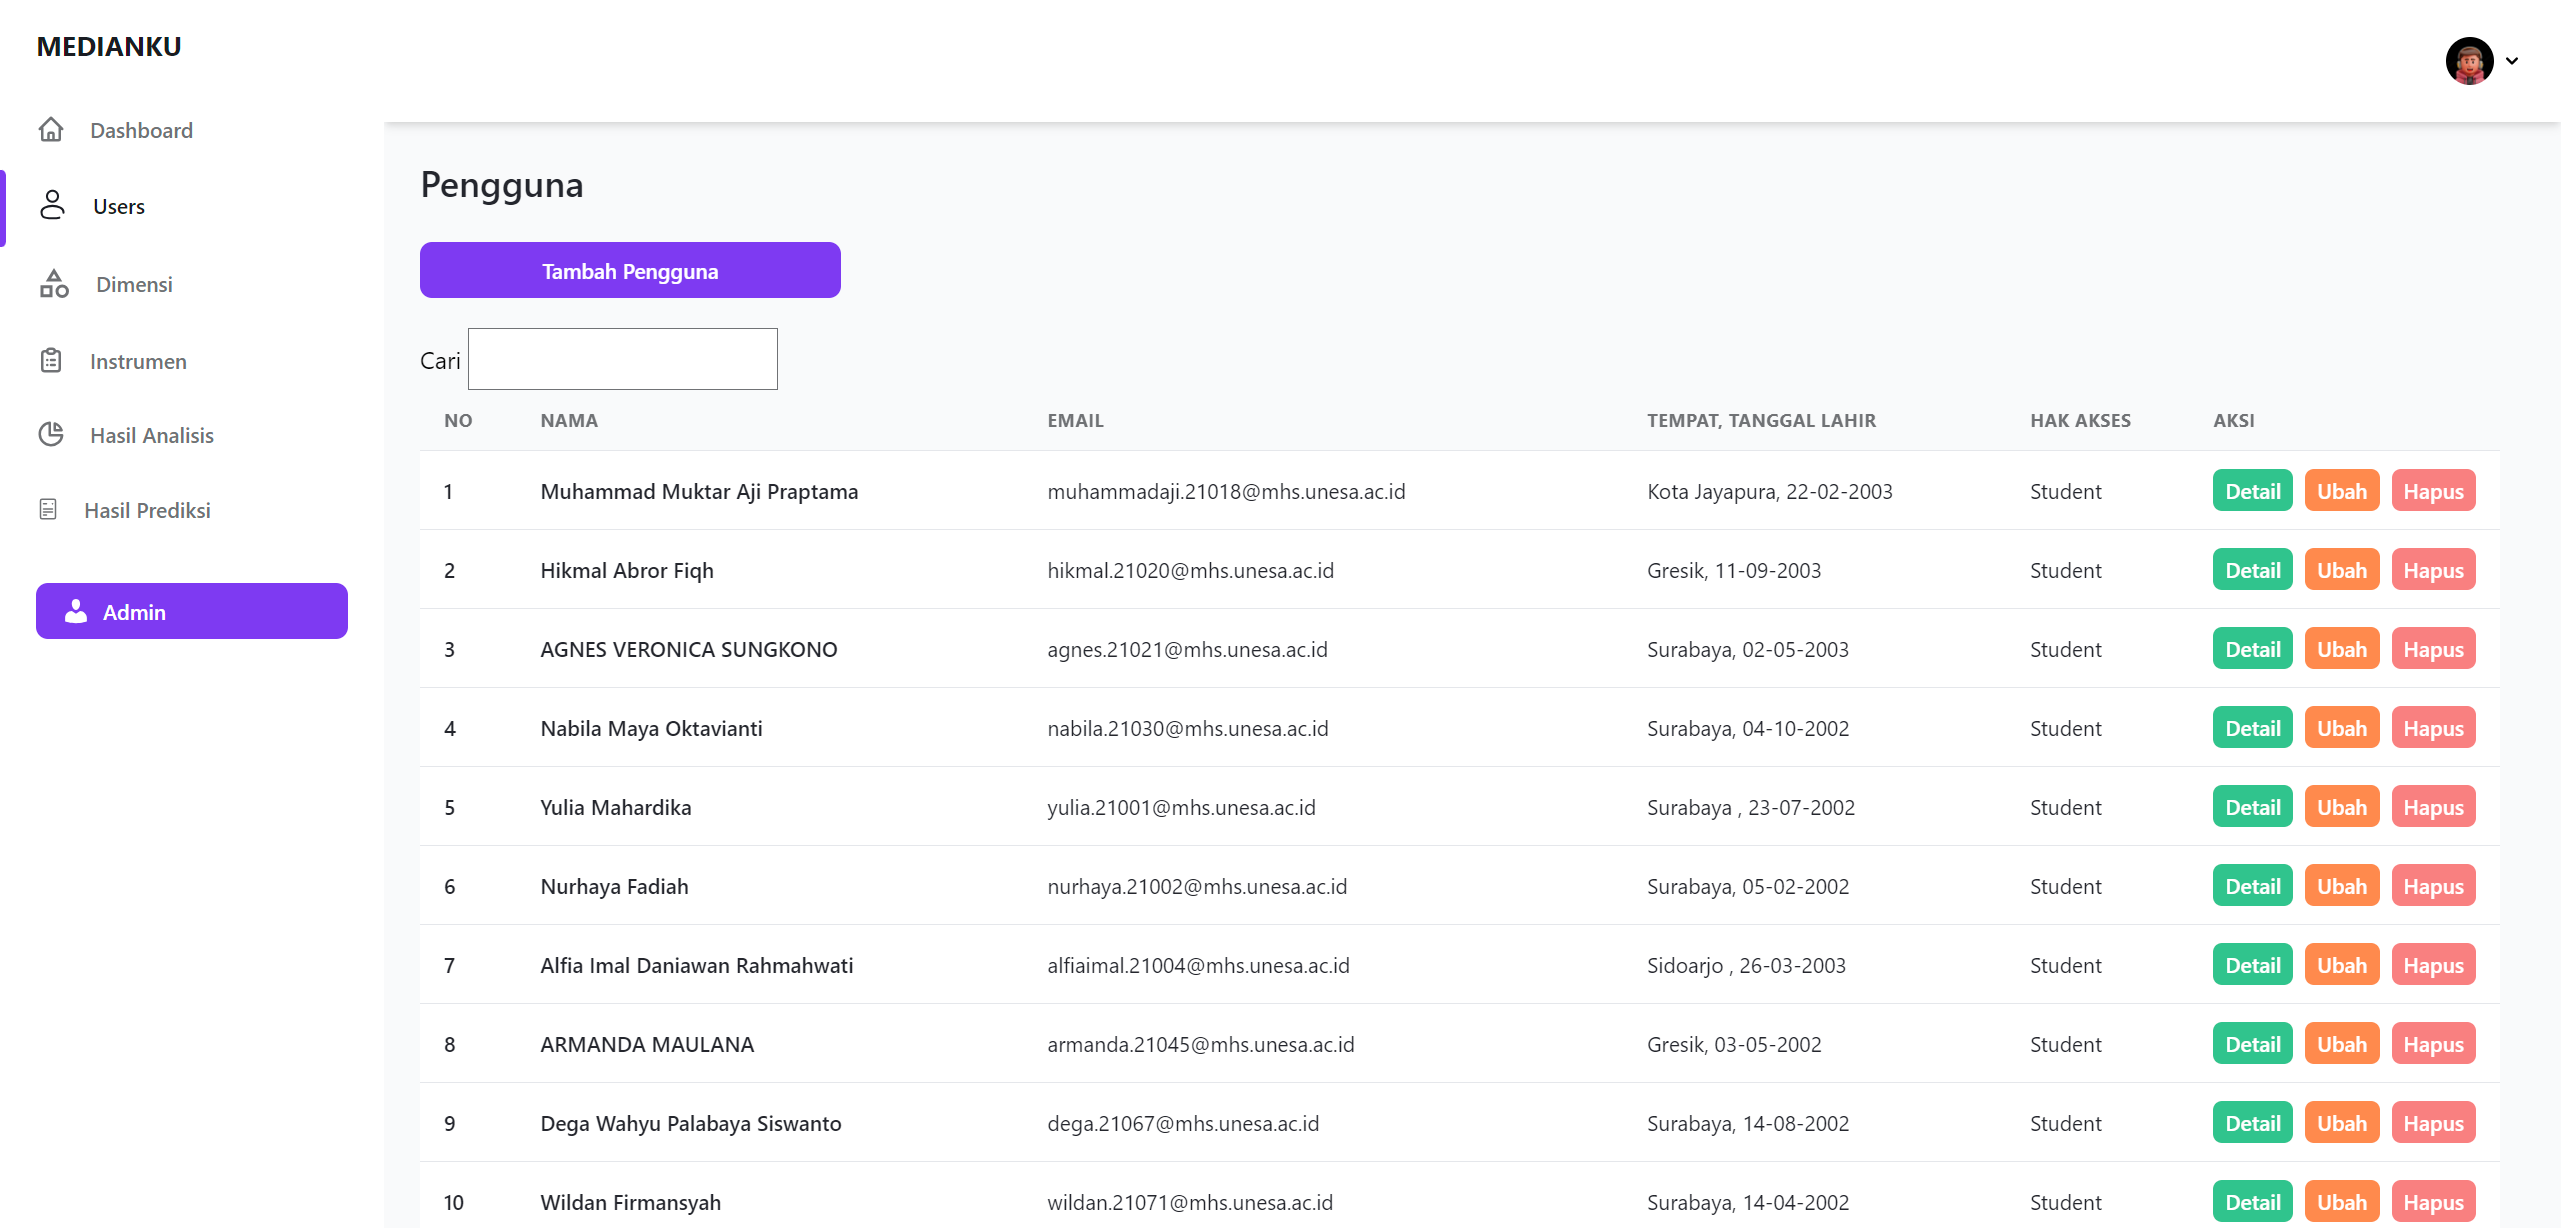 MEDIANKU
Dashboard
Users
Dimensi
Instrumen
Hasil Analisis
Hasil Prediksi
Admin
Pengguna
Tambah Pengguna
Cari
NO NAMA EMAIL TEMPAT, TANGGAL LAHIR HAK AKSES AKSI
1 Muhammad Muktar Aji Praptama muhammadaji.21018@mhs.unesa.ac.id Kota Jayapura, 22-02-2003 Student Detail Ubah Hapus
2 Hikmal Abror Fiqh hikmal.21020@mhs.unesa.ac.id Gresik, 11-09-2003 Student Detail Ubah Hapus
3 AGNES VERONICA SUNGKONO agnes.21021@mhs.unesa.ac.id Surabaya, 02-05-2003 Student Detail Ubah Hapus
4 Nabila Maya Oktavianti nabila.21030@mhs.unesa.ac.id Surabaya, 04-10-2002 Student Detail Ubah Hapus
5 Yulia Mahardika yulia.21001@mhs.unesa.ac.id Surabaya , 23-07-2002 Student Detail Ubah Hapus
6 Nurhaya Fadiah nurhaya.21002@mhs.unesa.ac.id Surabaya, 05-02-2002 Student Detail Ubah Hapus
7 Alfia Imal Daniawan Rahmahwati alfiaimal.21004@mhs.unesa.ac.id Sidoarjo , 26-03-2003 Student Detail Ubah Hapus
8 ARMANDA MAULANA armanda.21045@mhs.unesa.ac.id Gresik, 03-05-2002 Student Detail Ubah Hapus
9 Dega Wahyu Palabaya Siswanto dega.21067@mhs.unesa.ac.id Surabaya, 14-08-2002 Student Detail Ubah Hapus
10 Wildan Firmansyah wildan.21071@mhs.unesa.ac.id Surabaya, 14-04-2002 Student Detail Ubah Hapus